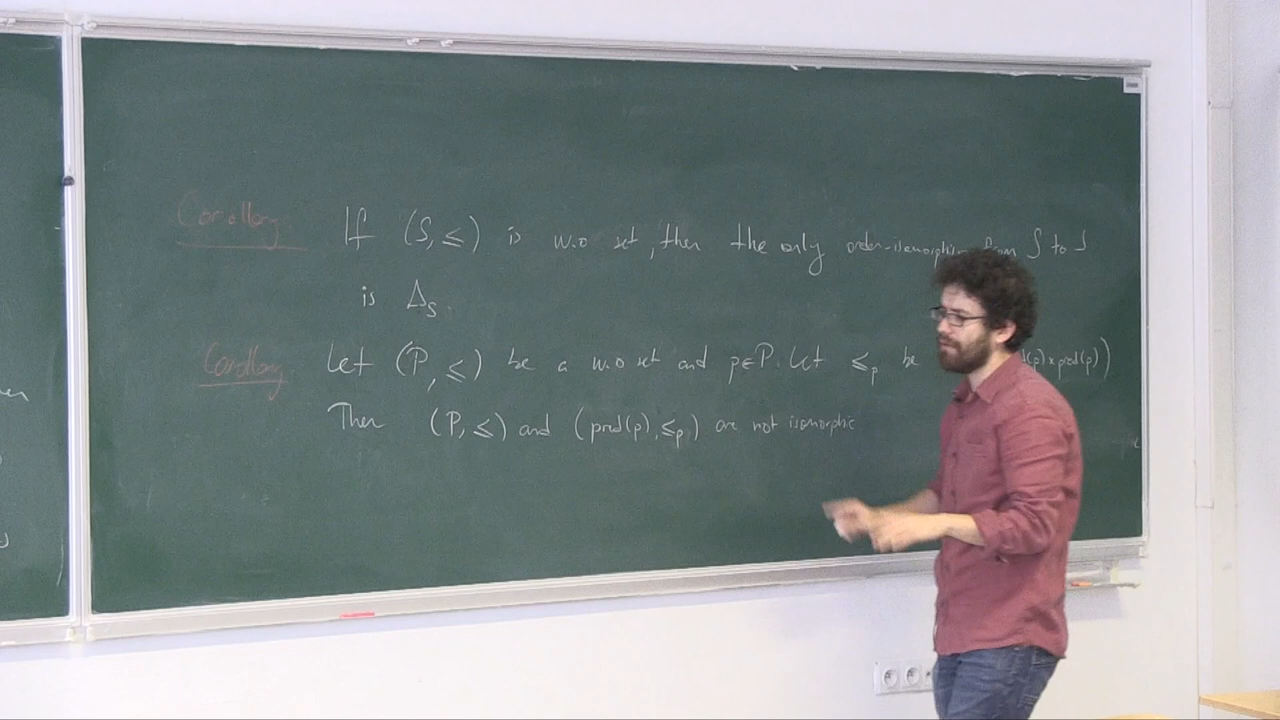 Corollary. If (S, ≤) is w.o set, then the only order-isomorphism from S to S
is Δ_S.
Corollary. Let (P, ≤) be a w.o set and p∈P. Let ≤_p be (p)×pred(p))
Then (P, ≤) and (pred(p), ≤_p) are not isomorphic